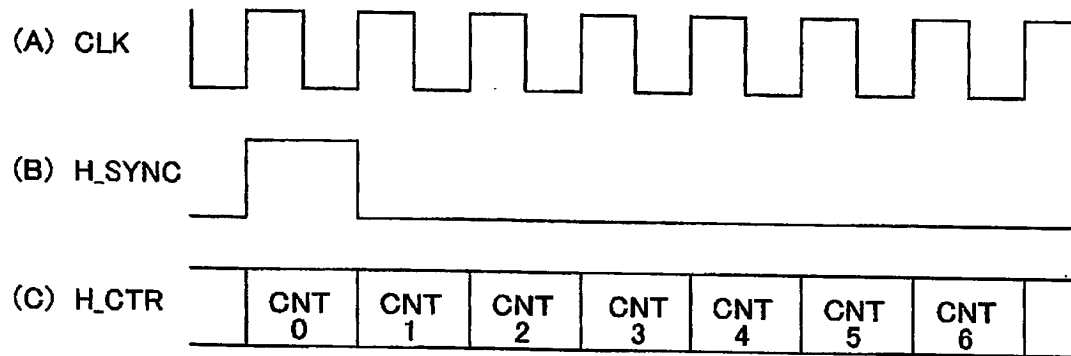 (A) CLK
(B) H_SYNC
(C) H_CTR
CNT 0
CNT 1
CNT 2
CNT 3
CNT 4
CNT 5
CNT 6